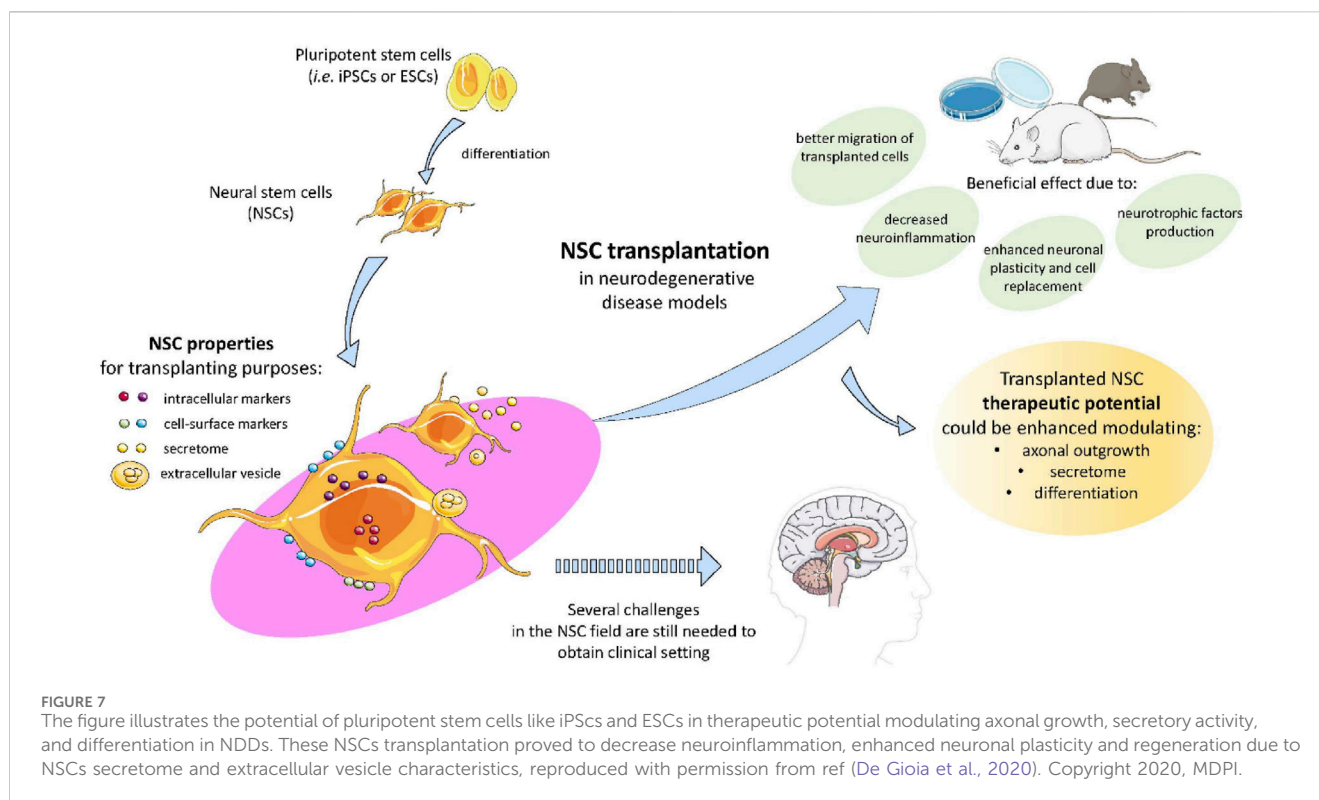 Pluripotent stem cells
(i.e. iPSCs or ESCs)
differentiation
Neural stem cells
(NSCs)
NSC properties
for transplanting purposes:
intracellular markers
cell-surface markers
secretome
extracellular vesicle
NSC transplantation
in neurodegenerative
disease models
better migration of
transplanted cells
Beneficial effect due to:
decreased
neuroinflammation
enhanced neuronal
plasticity and cell
replacement
neurotrophic factors
production
Transplanted NSC
therapeutic potential
could be enhanced modulating:
• axonal outgrowth
• secretome
• differentiation
Several challenges
in the NSC field are still needed to
obtain clinical setting
FIGURE 7
The figure illustrates the potential of pluripotent stem cells like iPScs and ESCs in therapeutic potential modulating axonal growth, secretory activity,
and differentiation in NDDs. These NSCs transplantation proved to decrease neuroinflammation, enhanced neuronal plasticity and regeneration due to
NSCs secretome and extracellular vesicle characteristics, reproduced with permission from ref (De Gioia et al., 2020). Copyright 2020, MDPI.